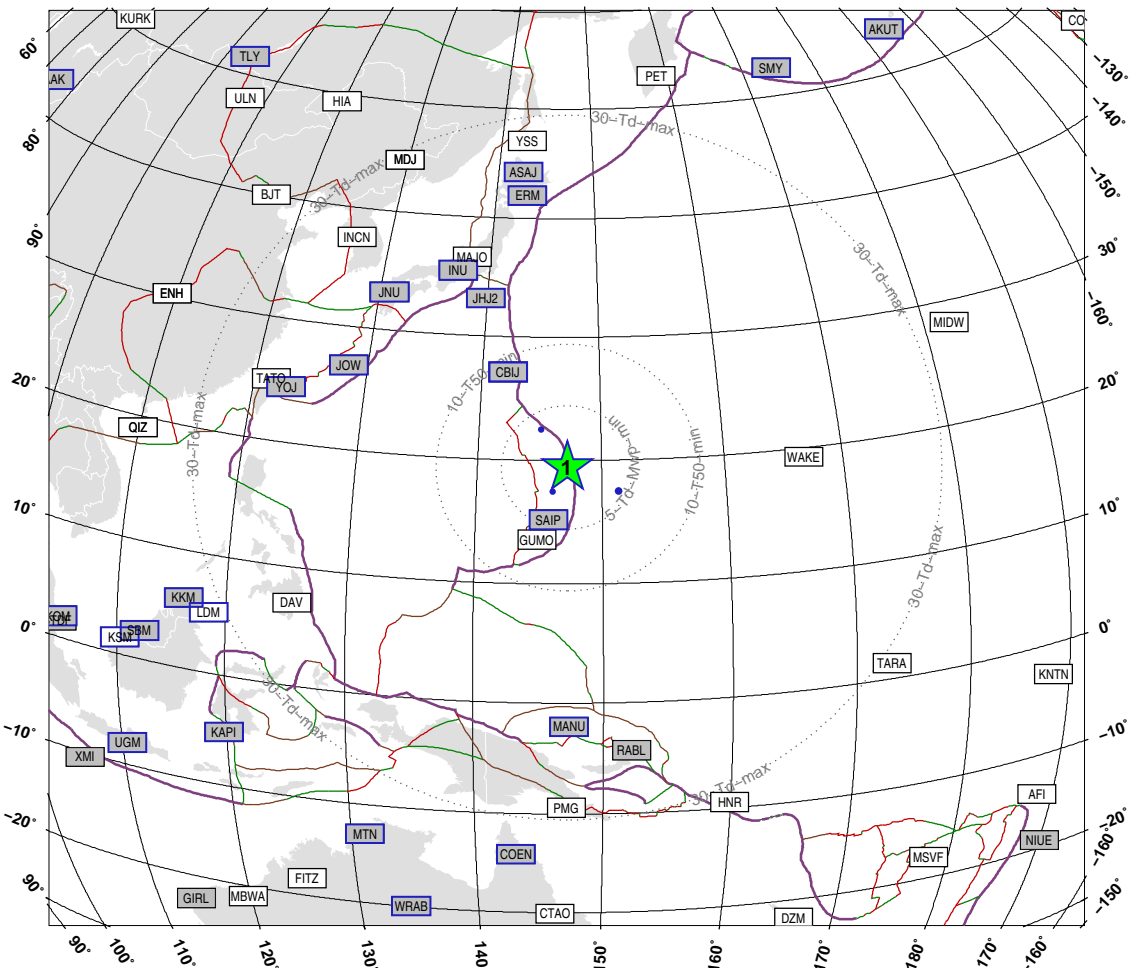 KURK
CO
AKUT
60°
TLY
SMY
-130°
AK
PET
ULN
HIA
-140°
30-Td-max
80°
YSS
MDJ
30-Td-max
ASAJ
BJT
ERM
-150°
90°
INCN
30°
MAJO
30-Td-max
INU
ENH
JNU
JHJ2
-160°
MIDW
10-T50-min
JOW
CBIJ
20°
TATO
YOJ
20°
QIZ
30-Td-max
5-Td-Mwp-min
10-T50-min
1
WAKE
10°
10°
SAIP
GUMO
30-Td-max
KKM
LDM
DAV
0°
KOM
SBM
KSM
0°
TARA
KNTN
30-Td-max
-10°
KAPI
MANU
-10°
UGM
RABL
XMI
30-Td-max
AFI
HNR
PMG
-20°
-20°
MTN
NIUE
-160°
COEN
MSVF
FITZ
90°
GIRL
MBWA
WRAB
-150°
CTAO
DZM
90°
100°
110°
120°
130°
140°
150°
160°
170°
180°
170°
-160°